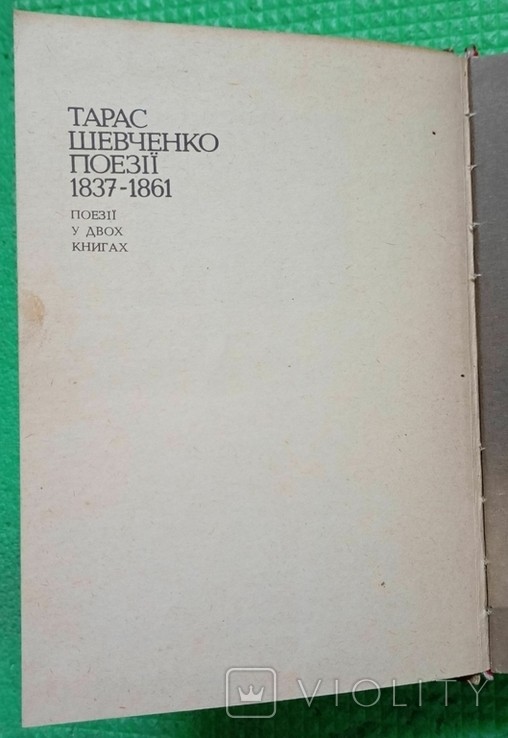 ТАРАС
ШЕВЧЕНКО
ПОЕЗІЇ
1837-1861
ПОЕЗІЇ
У ДВОХ
КНИГАХ
VIOLITY